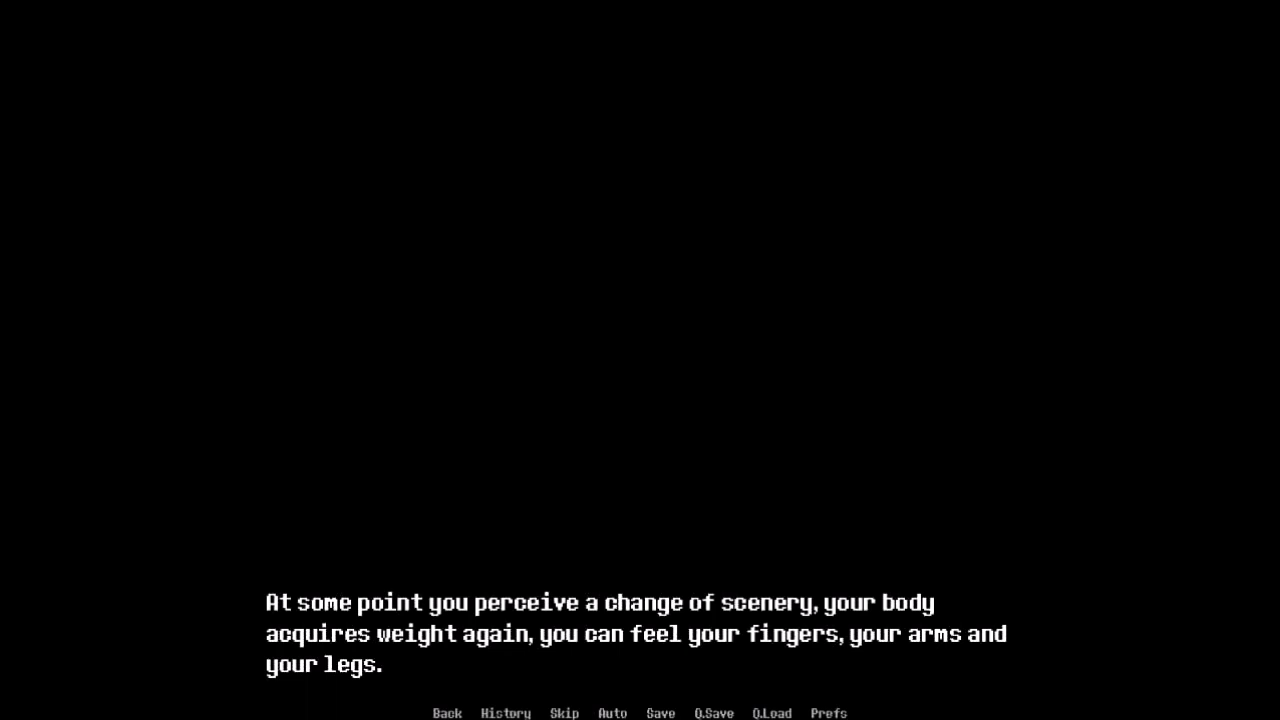 At some point you perceive a change of scenery, your body
acquires weight again, you can feel your fingers, your arms and
your legs.
Back History Skip Auto Save Q.Save Q.Load Prefs